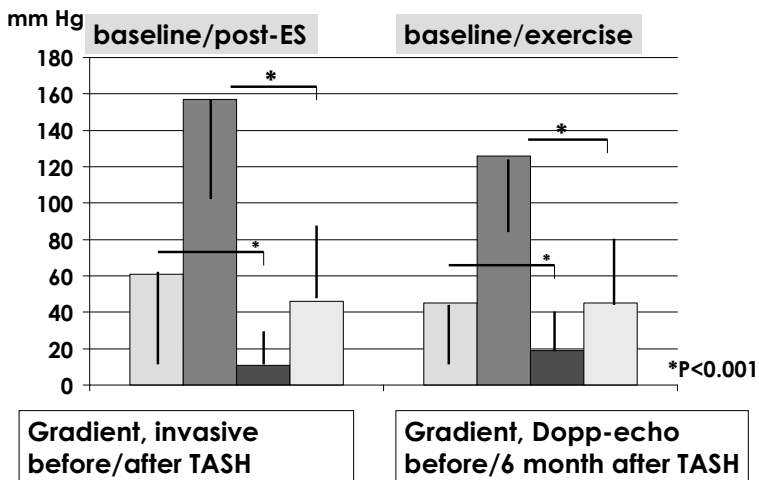 mm Hg
baseline/post-ES
baseline/exercise
180
160
140
120
100
80
60
40
20
0
*
*
*
*
*P<0.001
Gradient, invasive
before/after TASH
Gradient, Dopp-echo
before/6 month after TASH